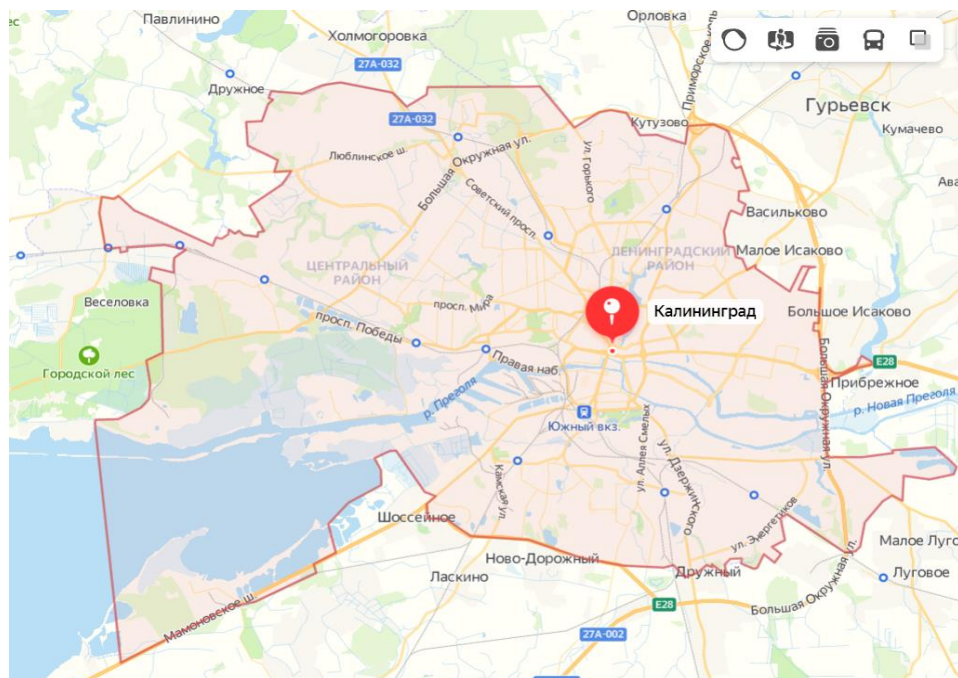 Павлинино
Орловка
Холмогоровка
27А-032
Дружное
Приморское коль
Гурьевск
27А-032
Кутузово
Кумачево
Люблинское ш.
Большая Окружная ул.
ул. Горького
Советский просп.
Васильково
ЛЕНИНГРАДСКИЙ
РАЙОН
Малое Исаково
ЦЕНТРАЛЬНЫЙ
РАЙОН
Веселовка
просп. Мира
Калининград
Большое Исаково
просп. Победы
Правая наб.
Городской лес
E28
Прибрежное
р. Преголя
р. Новая Преголя
Большая Окружная ул.
Южный вкз.
ул. Аллея Смелых
ул. Дзержинского
Камская ул.
Шоссейное
ул. Энергетиков
Малое Луго
Ново-Дорожный
Ласкино
Дружный
Луговое
E28
Большая Окружная ул.
Мамоновское ш.
27А-002